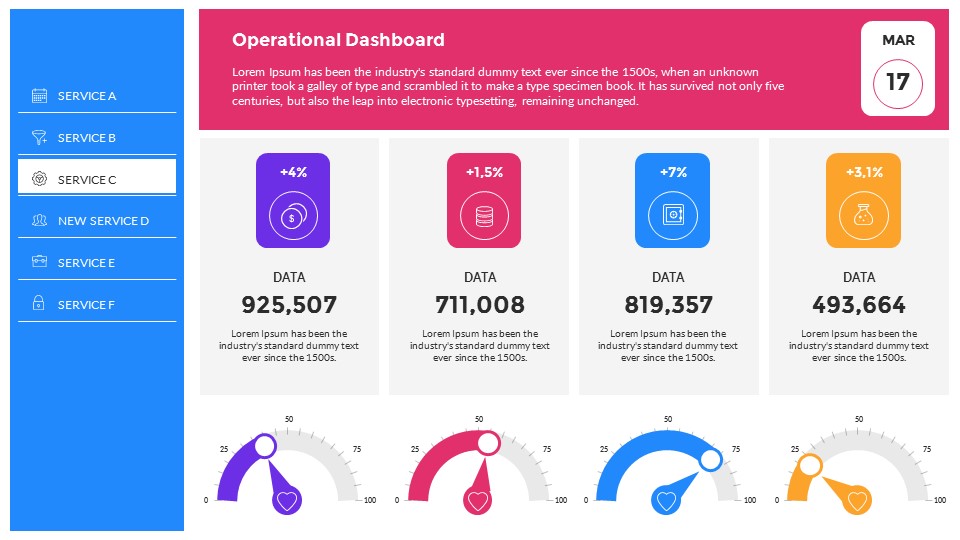 SERVICE A
SERVICE B
SERVICE C
NEW SERVICE D
SERVICE E
SERVICE F
Operational Dashboard
Lorem Ipsum has been the industry's standard dummy text ever since the 1500s, when an unknown
printer took a galley of type and scrambled it to make a type specimen book. It has survived not only five
centuries, but also the leap into electronic typesetting, remaining unchanged.
MAR
17
+4%
$
DATA
925,507
Lorem Ipsum has been the
industry's standard dummy text
ever since the 1500s.
+1,5%
DATA
711,008
Lorem Ipsum has been the
industry's standard dummy text
ever since the 1500s.
+7%
DATA
819,357
Lorem Ipsum has been the
industry's standard dummy text
ever since the 1500s.
+3,1%
DATA
493,664
Lorem Ipsum has been the
industry's standard dummy text
ever since the 1500s.
0
25
50
75
100
0
25
50
75
100
0
25
50
75
100
0
25
50
75
100